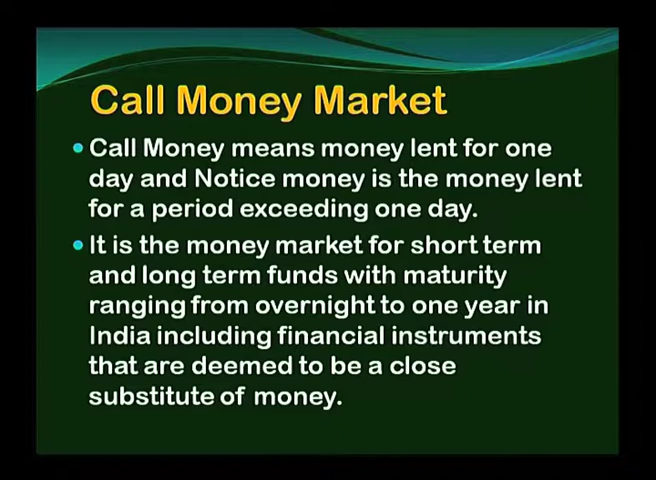 Call Money Market
Call Money means money lent for one
day and Notice money is the money lent
for a period exceeding one day.
It is the money market for short term
and long term funds with maturity
ranging from overnight to one year in
India including financial instruments
that are deemed to be a close
substitute of money.